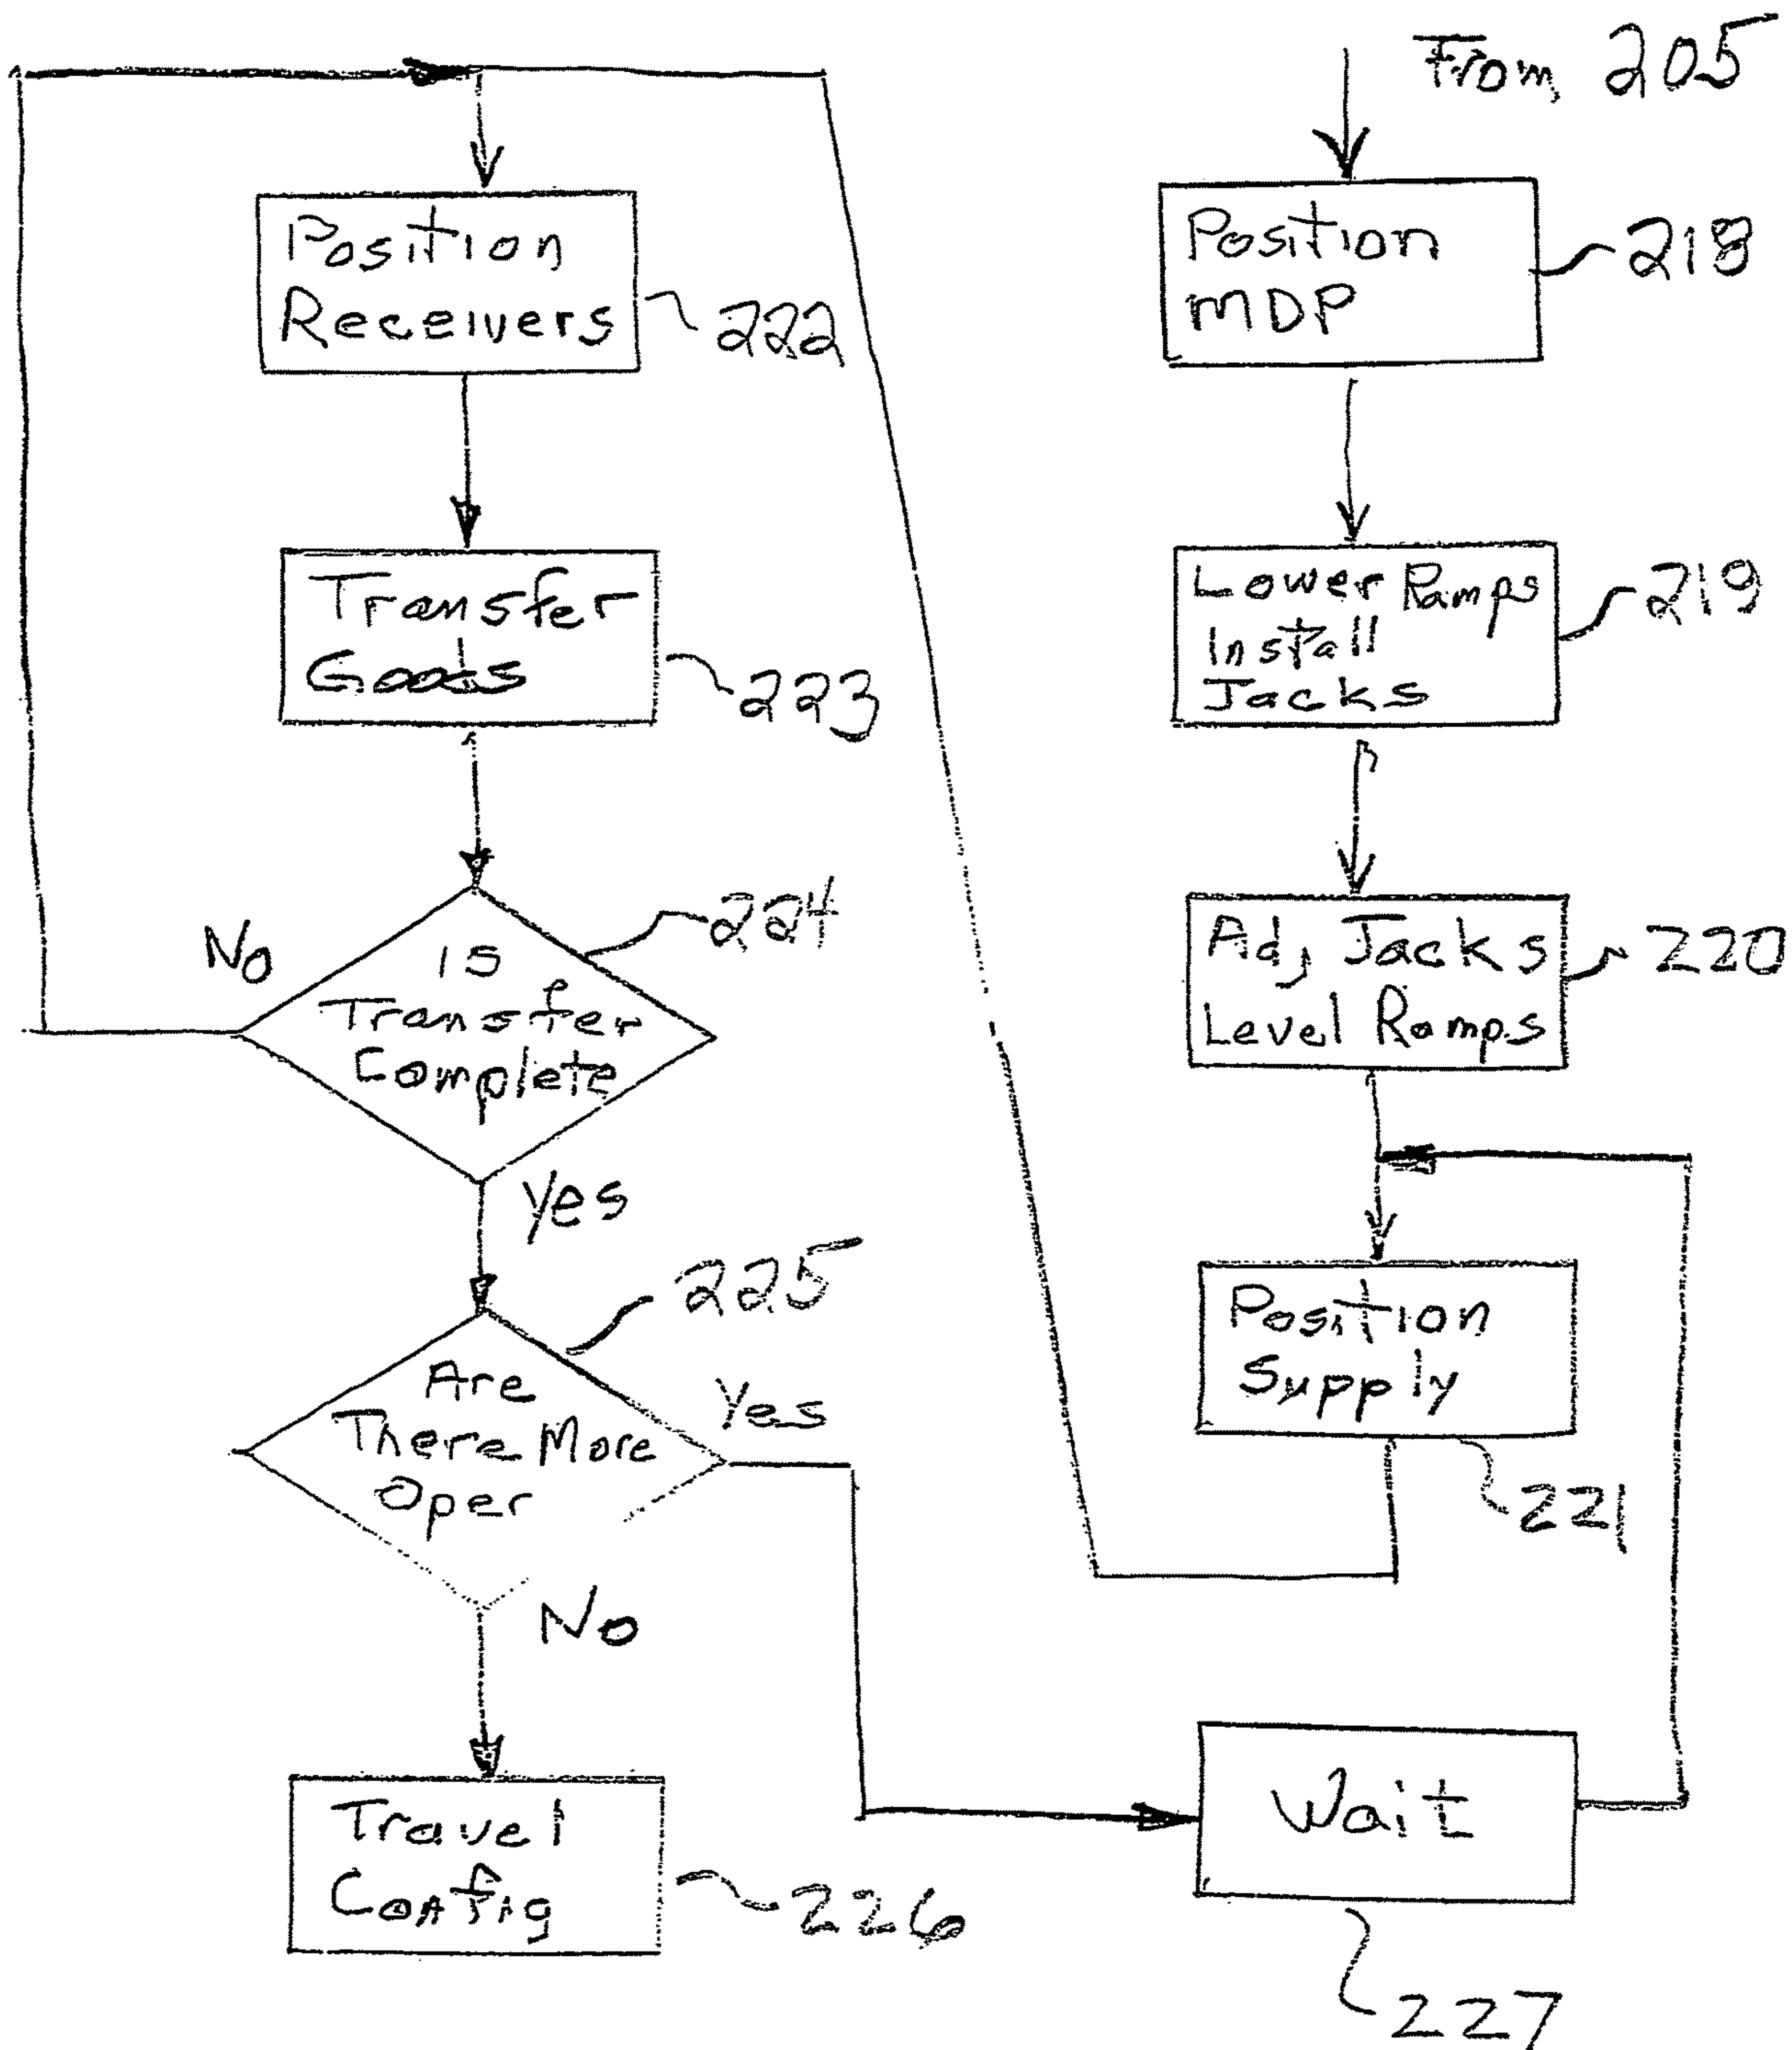 From 205
Position
MDP
218
Lower Ramps
Install
Jacks
219
Adj Jacks
Level Ramps
220
Position
Supply
221
Position
Receivers
222
Transfer
Goods
223
Is
Transfer
Complete
224
No
Yes
Are
There More
Oper
225
Yes
No
Travel
Config
226
Wait
227